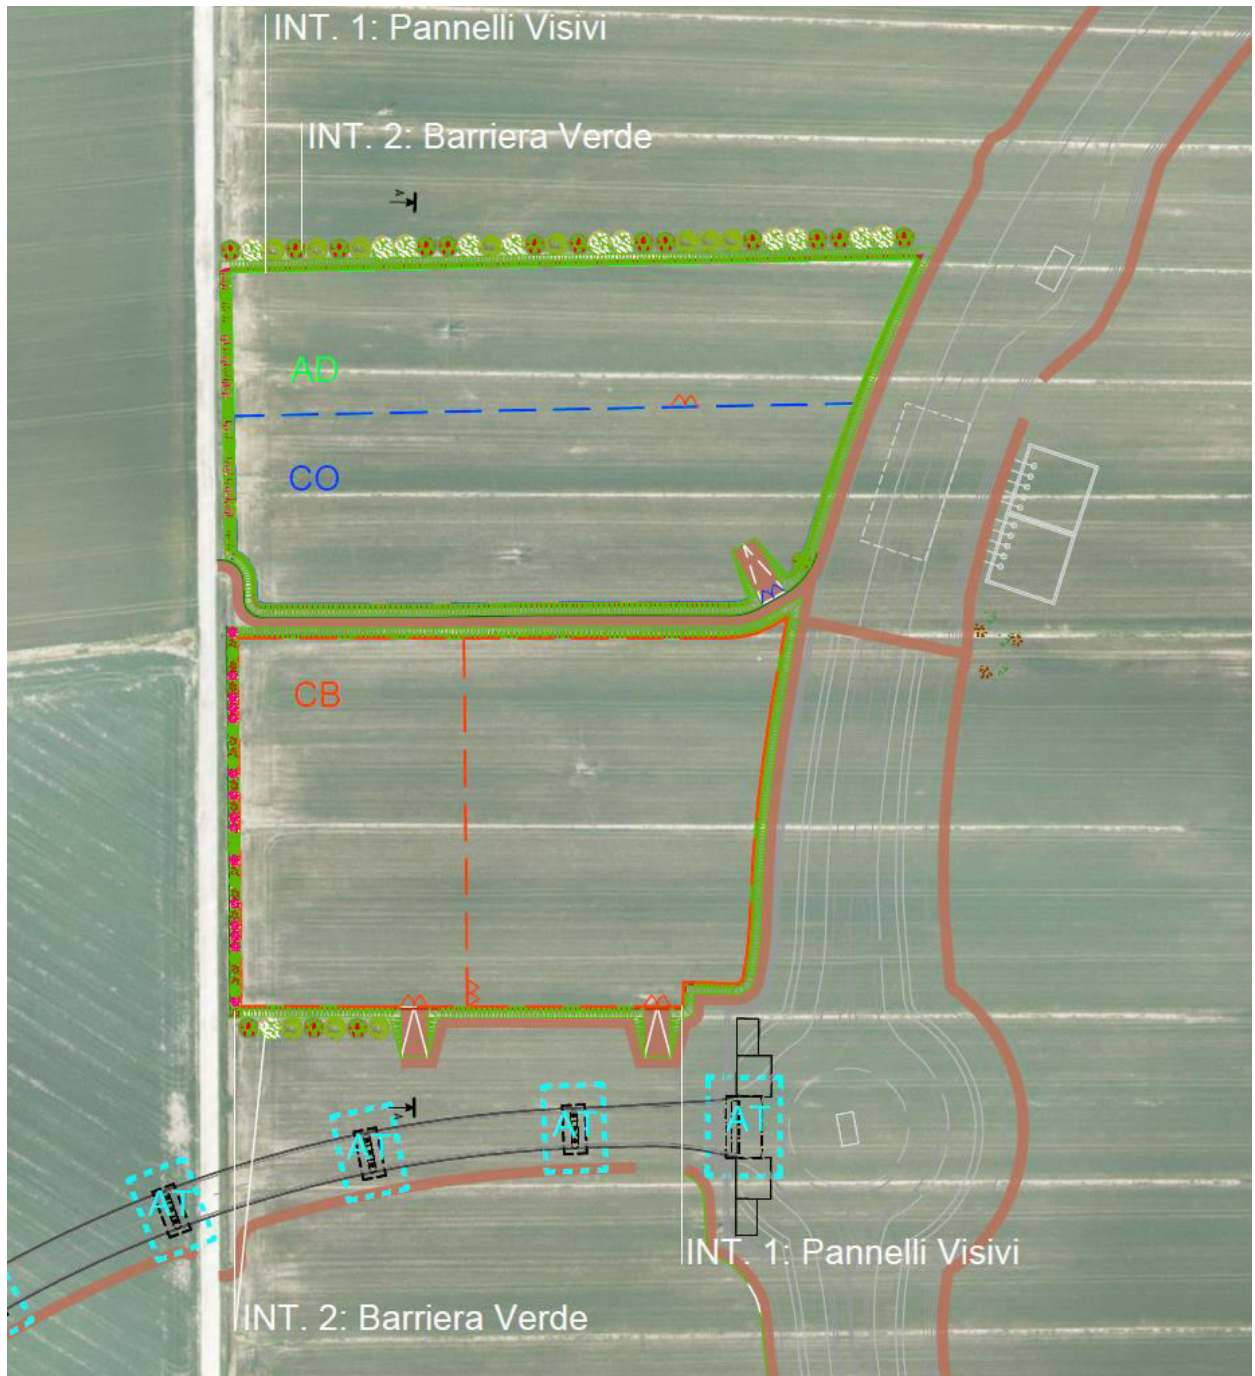 INT. 1: Pannelli Visivi
INT. 2: Barriera Verde
A
AD
CO
CB
A
AT
AT
AT
AT
INT. 1: Pannelli Visivi
INT. 2: Barriera Verde